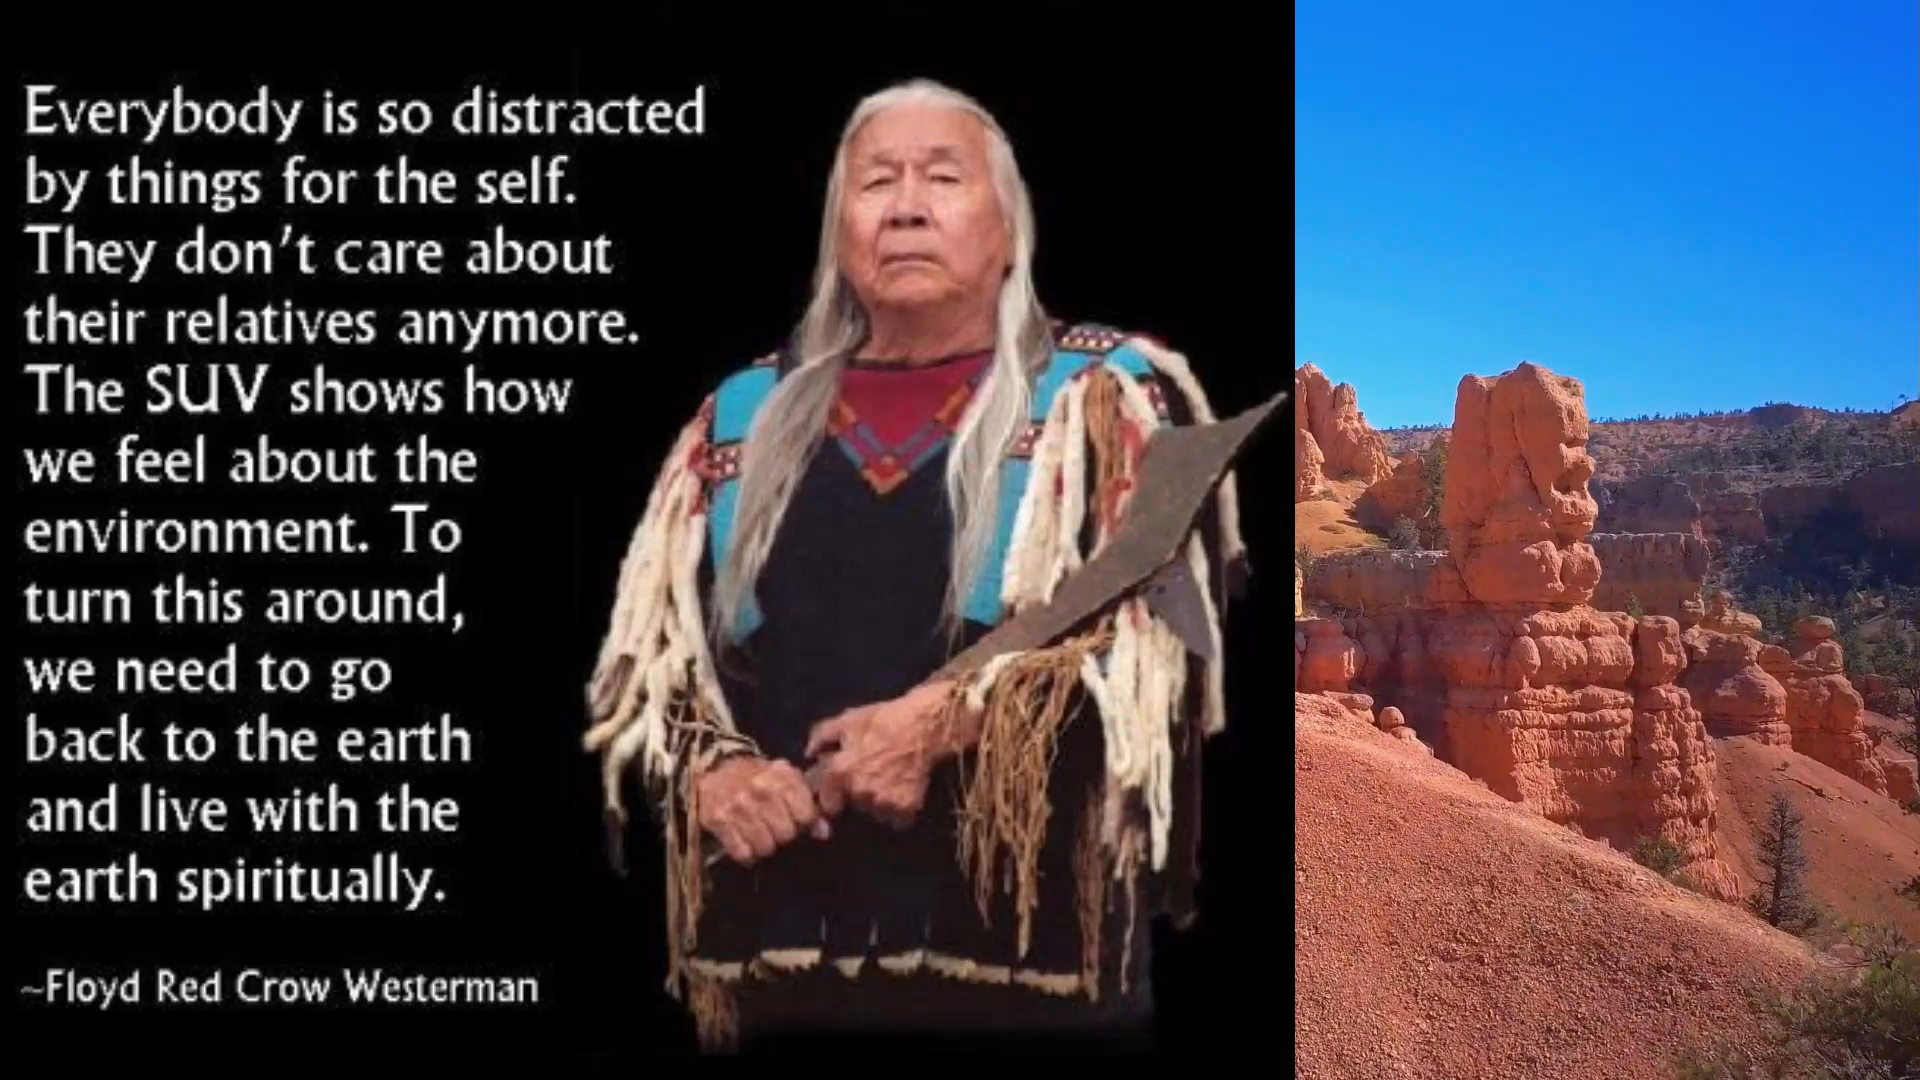 Everybody is so distracted
by things for the self.
They don't care about
their relatives anymore.
The SUV shows how
we feel about the
environment. To
turn this around,
we need to go
back to the earth
and live with the
earth spiritually.
~Floyd Red Crow Westerman